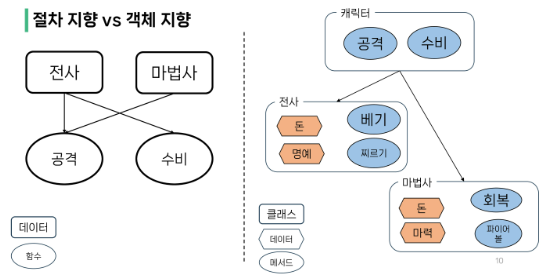 절차 지향 vs 객체 지향
전사
마법사
공격
수비
데이터
함수
캐릭터
공격
수비
전사
돈
베기
명예
찌르기
마법사
돈
회복
마력
파이어
볼
클래스
데이터
메서드
10